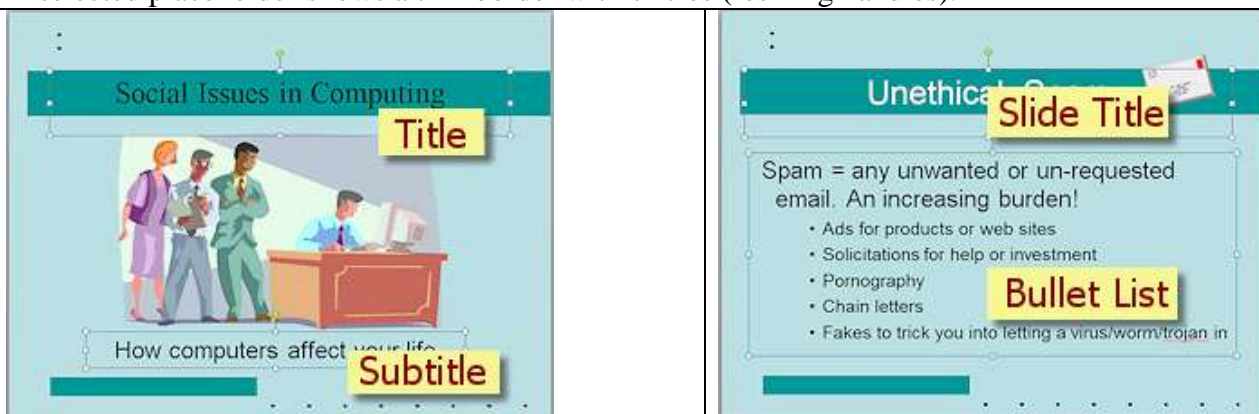 Social Issues in Computing
Title
How computers affect your life
Subtitle
Unethical
Slide Title
Spam = any unwanted or un-requested
email. An increasing burden!
• Ads for products or web sites
• Solicitations for help or investment
• Pornography
• Chain letters
• Fakes to trick you into letting a virus/worm/trojan in
Bullet List